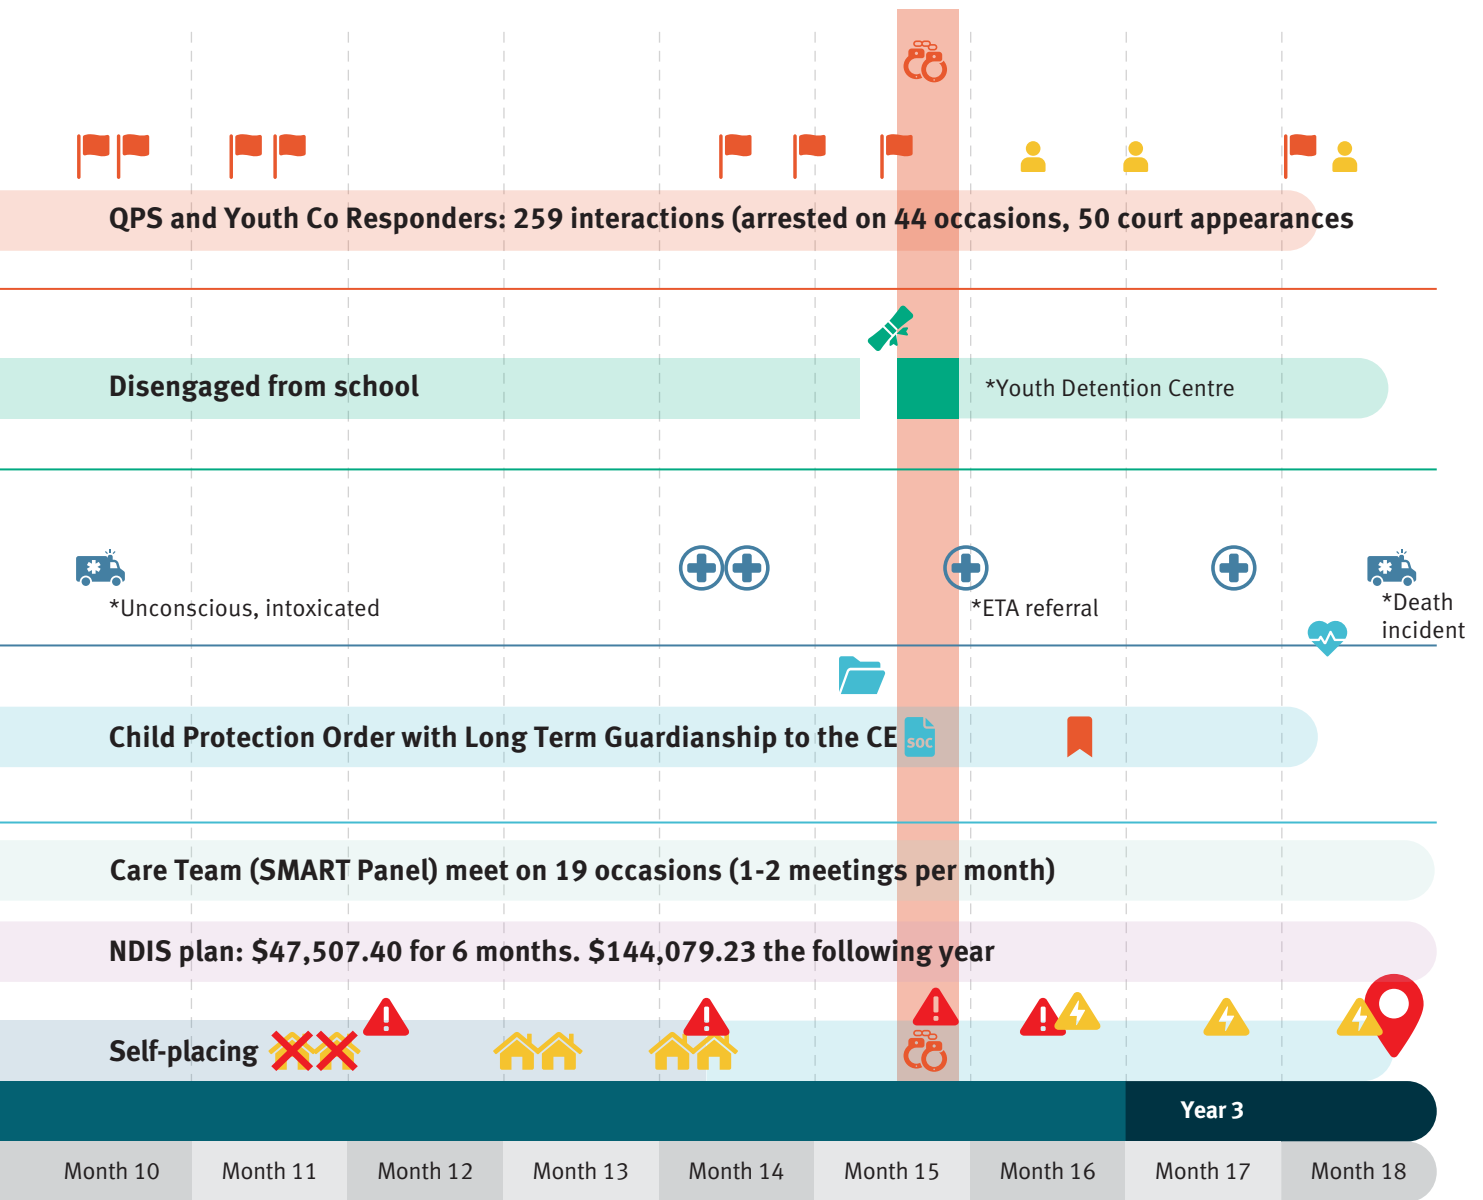 QPS and Youth Co Responders: 259 interactions (arrested on 44 occasions, 50 court appearances
Disengaged from school
*Youth Detention Centre
*Unconscious, intoxicated
*ETA referral
*Death
incident
Child Protection Order with Long Term Guardianship to the CE
SOC
Care Team (SMART Panel) meet on 19 occasions (1-2 meetings per month)
NDIS plan: $47,507.40 for 6 months. $144,079.23 the following year
Self-placing
Year 3
Month 10
Month 11
Month 12
Month 13
Month 14
Month 15
Month 16
Month 17
Month 18